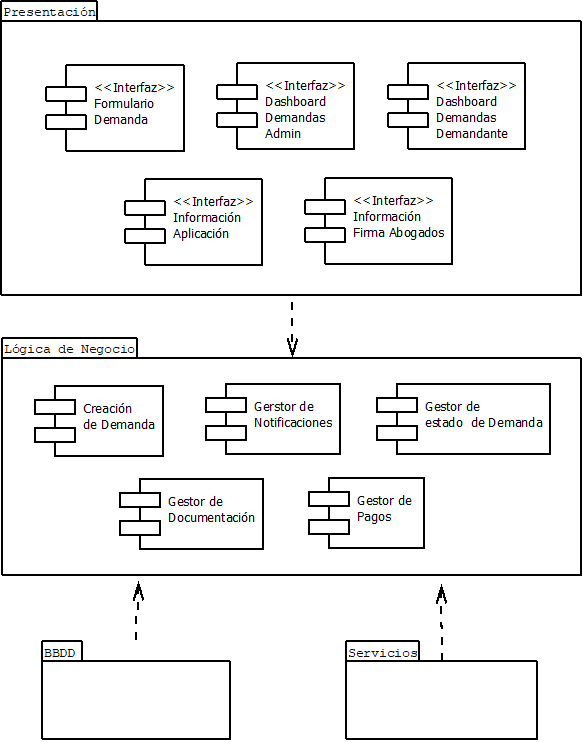 Presentación
<<Interfaz>>
Formulario
Demanda
<<Interfaz>>
Dashboard
Demandas
Admin
<<Interfaz>>
Dashboard
Demandas
Demandante
<<Interfaz>>
Información
Aplicación
<<Interfaz>>
Información
Firma Abogados
Lógica de Negocio
Creación
de Demanda
Gerstor de
Notificaciones
Gestor de
estado de Demanda
Gestor de
Documentación
Gestor de
Pagos
BBDD
Servicios